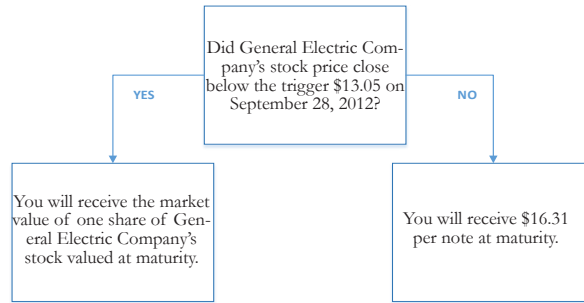 Did General Electric Com-
pany's stock price close
below the trigger $13.05 on
September 28, 2012?
YES
NO
You will receive the market
value of one share of Gen-
eral Electric Company's
stock valued at maturity.
You will receive $16.31
per note at maturity.